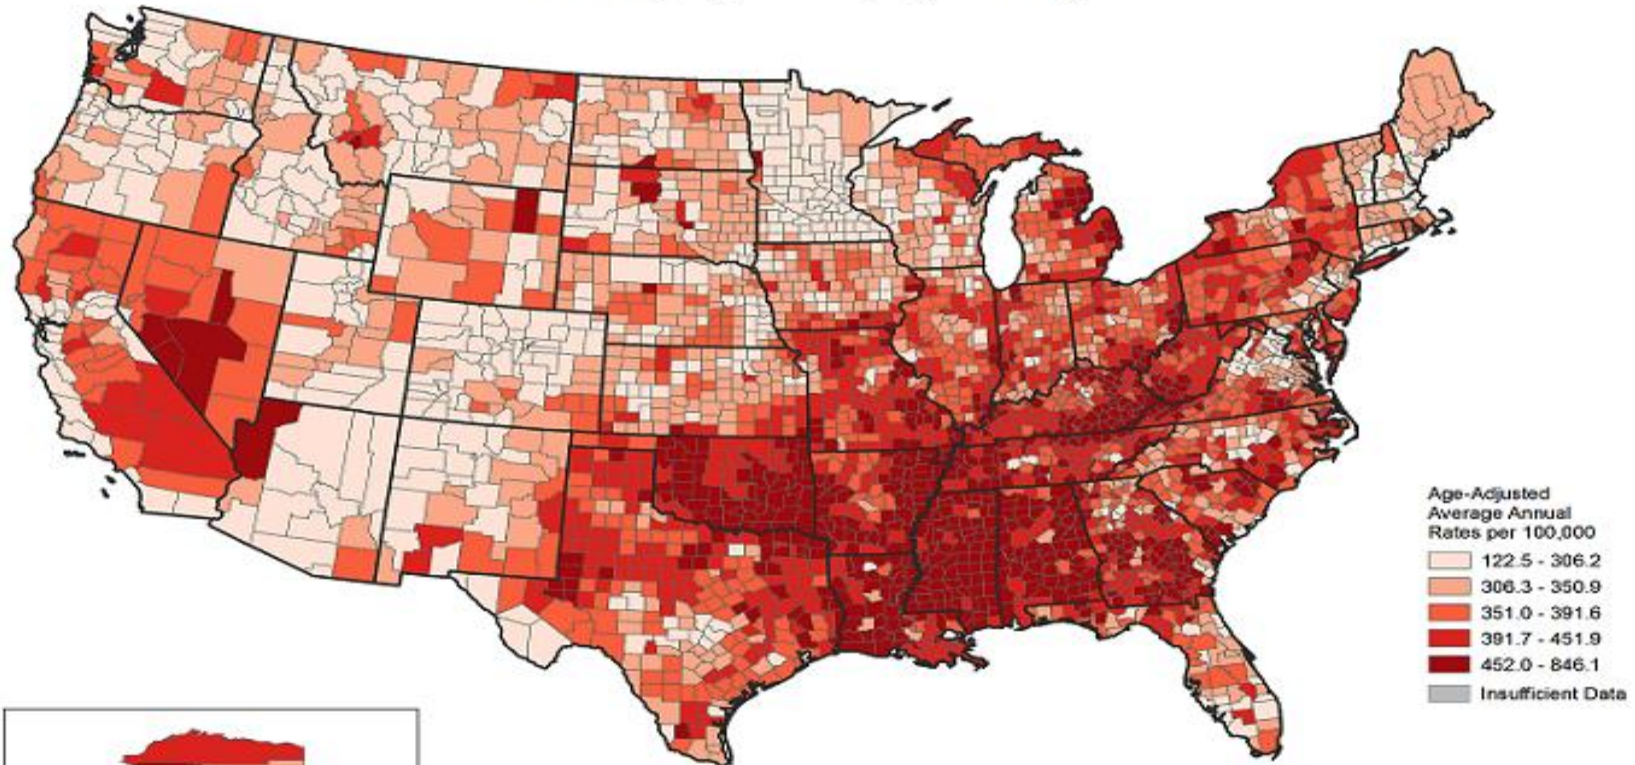 Age-Adjusted
Average Annual
Rates per 100,000
122.5 - 306.2
306.3 - 350.9
351.0 - 391.6
391.7 - 451.9
452.0 - 846.1
Insufficient Data